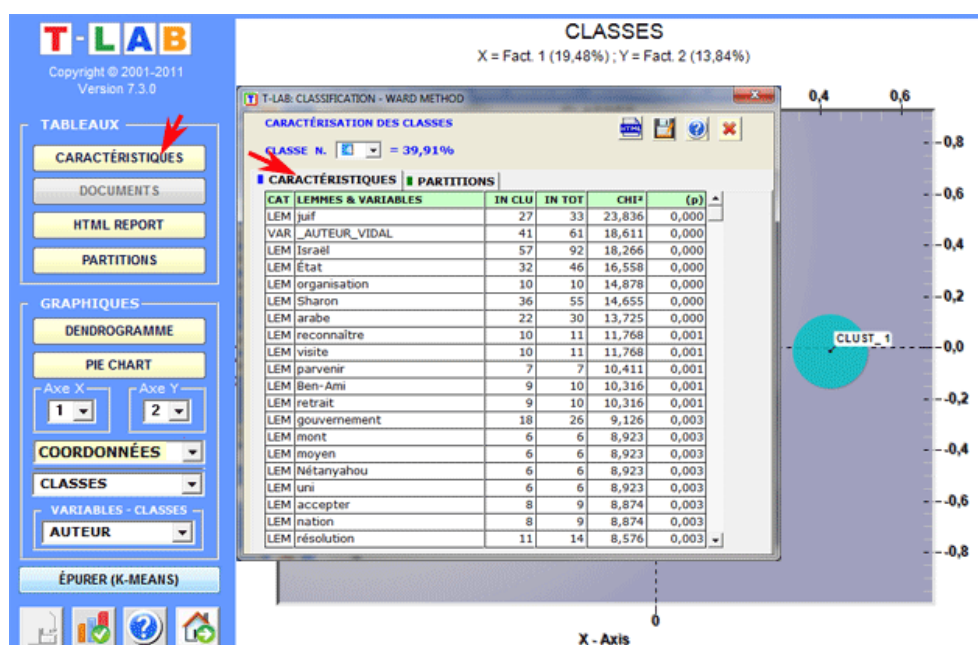 T-LAB
Copyright © 2001-2011
Version 7.3.0
TABLEAUX
CARACTÉRISTIQUES
DOCUMENTS
HTML REPORT
PARTITIONS
GRAPHIQUES
DENDROGRAMME
PIE CHART
Axe X Axe Y
1 2
COORDONNÉES
CLASSES
VARIABLES - CLASSES
AUTEUR
ÉPURER (K-MEANS)
CLASSES
X = Fact. 1 (19,48%) ; Y = Fact. 2 (13,84%)
T-LAB: CLASSIFICATION - WARD METHOD
CARACTÉRISATION DES CLASSES
HTML
CLASSE N. = 39,91%
CARACTÉRISTIQUES PARTITIONS
CAT LEMMES & VARIABLES IN CLU IN TOT CHI² (p)
LEM juif 27 33 23,836 0,000
VAR _AUTEUR_VIDAL 41 61 18,611 0,000
LEM Israël 57 92 18,266 0,000
LEM État 32 46 16,558 0,000
LEM organisation 10 10 14,878 0,000
LEM Sharon 36 55 14,655 0,000
LEM arabe 22 30 13,725 0,000
LEM reconnaître 10 11 11,768 0,001
LEM visite 10 11 11,768 0,001
LEM parvenir 7 7 10,411 0,001
LEM Ben-Ami 9 10 10,316 0,001
LEM retrait 9 10 10,316 0,001
LEM gouvernement 18 26 9,126 0,003
LEM mont 6 6 8,923 0,003
LEM moyen 6 6 8,923 0,003
LEM Nétanyahou 6 6 8,923 0,003
LEM uni 6 6 8,923 0,003
LEM accepter 8 9 8,874 0,003
LEM nation 8 9 8,874 0,003
LEM résolution 11 14 8,576 0,003
0,4 0,6
-0,8
-0,6
-0,4
-0,2
-0,0
--0,2
--0,4
--0,6
--0,8
CLUST_1
0
X - Axis